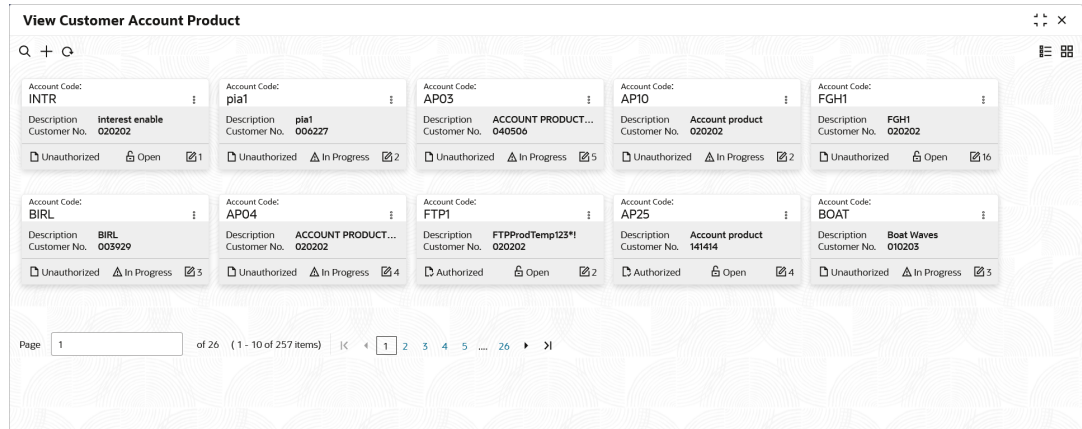 View Customer Account Product
Account Code: Account Code: Account Code: Account Code: Account Code:
INTR pia1 AP03 AP10 FGH1
Description interest enable Description pia1 Description ACCOUNT PRODUCT... Description Account product Description FGH1
Customer No. 020202 Customer No. 006227 Customer No. 040506 Customer No. 020202 Customer No. 020202
Unauthorized Open 1 Unauthorized In Progress 2 Unauthorized In Progress 5 Unauthorized In Progress 2 Unauthorized Open 16
Account Code: Account Code: Account Code: Account Code: Account Code:
BIRL AP04 FTP1 AP25 BOAT
Description BIRL Description ACCOUNT PRODUCT... Description FTPProdTemp123*! Description Account product Description Boat Waves
Customer No. 003929 Customer No. 020202 Customer No. 020202 Customer No. 141414 Customer No. 010203
Unauthorized In Progress 3 Unauthorized In Progress 4 Authorized Open 2 Authorized Open 4 Unauthorized In Progress 3
Page 1 of 26 ( 1 - 10 of 257 items) 1 2 3 4 5 .... 26